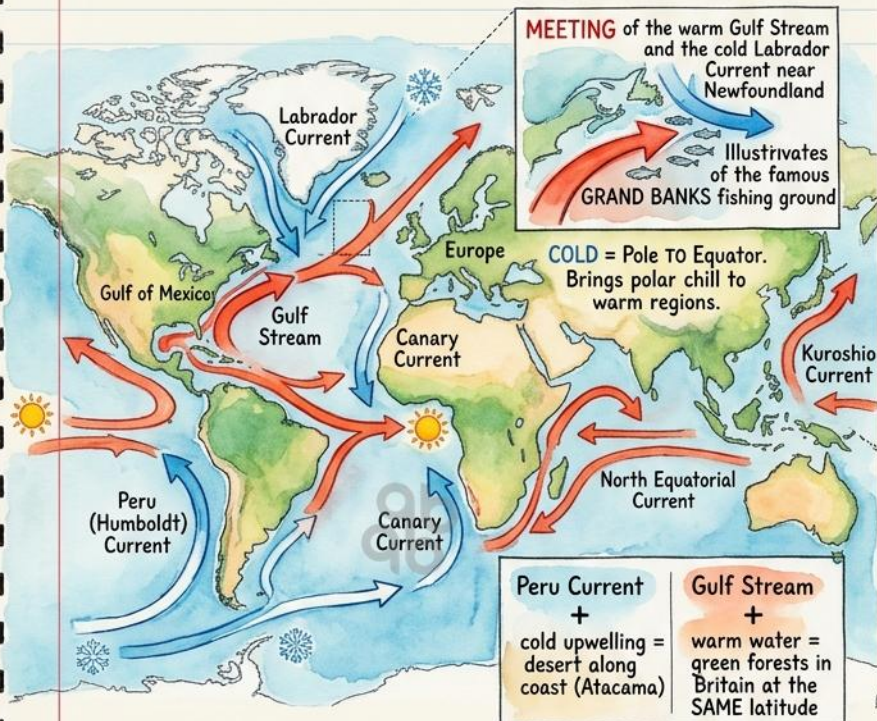 MEETING of the warm Gulf Stream
and the cold Labrador
Current near
Newfoundland
Illustrivates
of the famous
GRAND BANKS fishing ground
Labrador
Current
Europe
COLD = Pole TO Equator.
Brings polar chill to
warm regions.
Gulf of Mexico
Gulf
Stream
Canary
Current
Kuroshio
Current
Peru
(Humboldt)
Current
Canary
Current
North Equatorial
Current
Peru Current
+
cold upwelling =
desert along
coast (Atacama)
Gulf Stream
+
warm water =
green forests in
Britain at the
SAME latitude